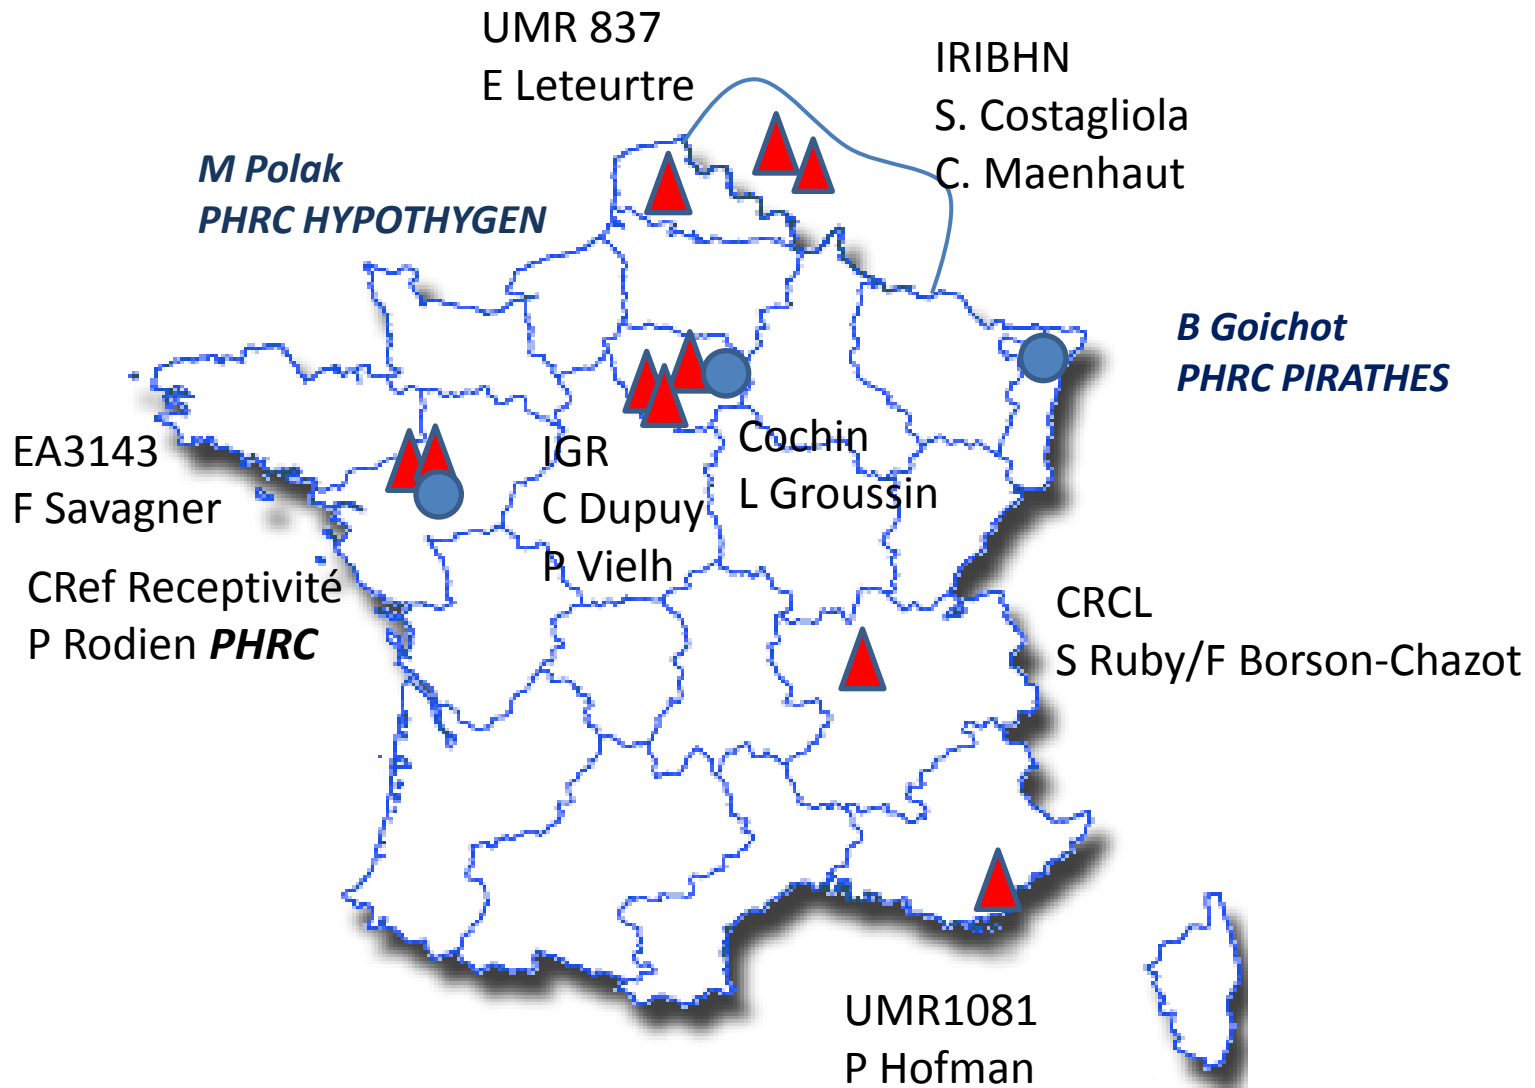 UMR 837
E Leteurtre
IRIBHN
S. Costagliola
C. Maenhaut
M Polak
PHRC HYPOTHYGEN
B Goichot
PHRC PIRATHES
EA3143
F Savagner
IGR
C Dupuy
P Vielh
Cochin
L Groussin
CRef Receptivité
P Rodien PHRC
CRCL
S Ruby/F Borson-Chazot
UMR1081
P Hofman